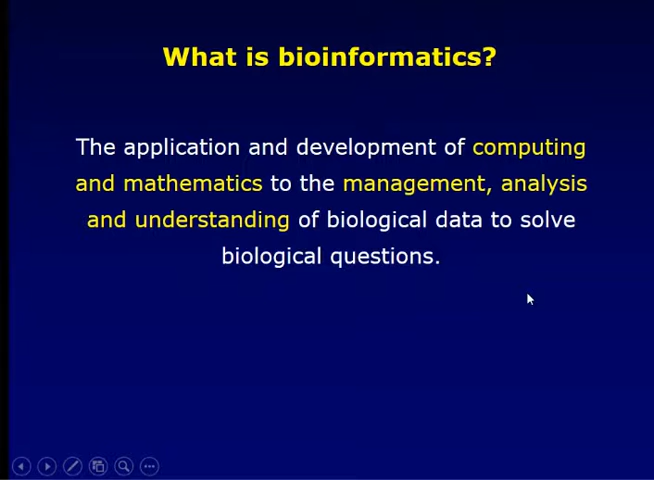 What is bioinformatics?
The application and development of computing
and mathematics to the management, analysis
and understanding of biological data to solve
biological questions.